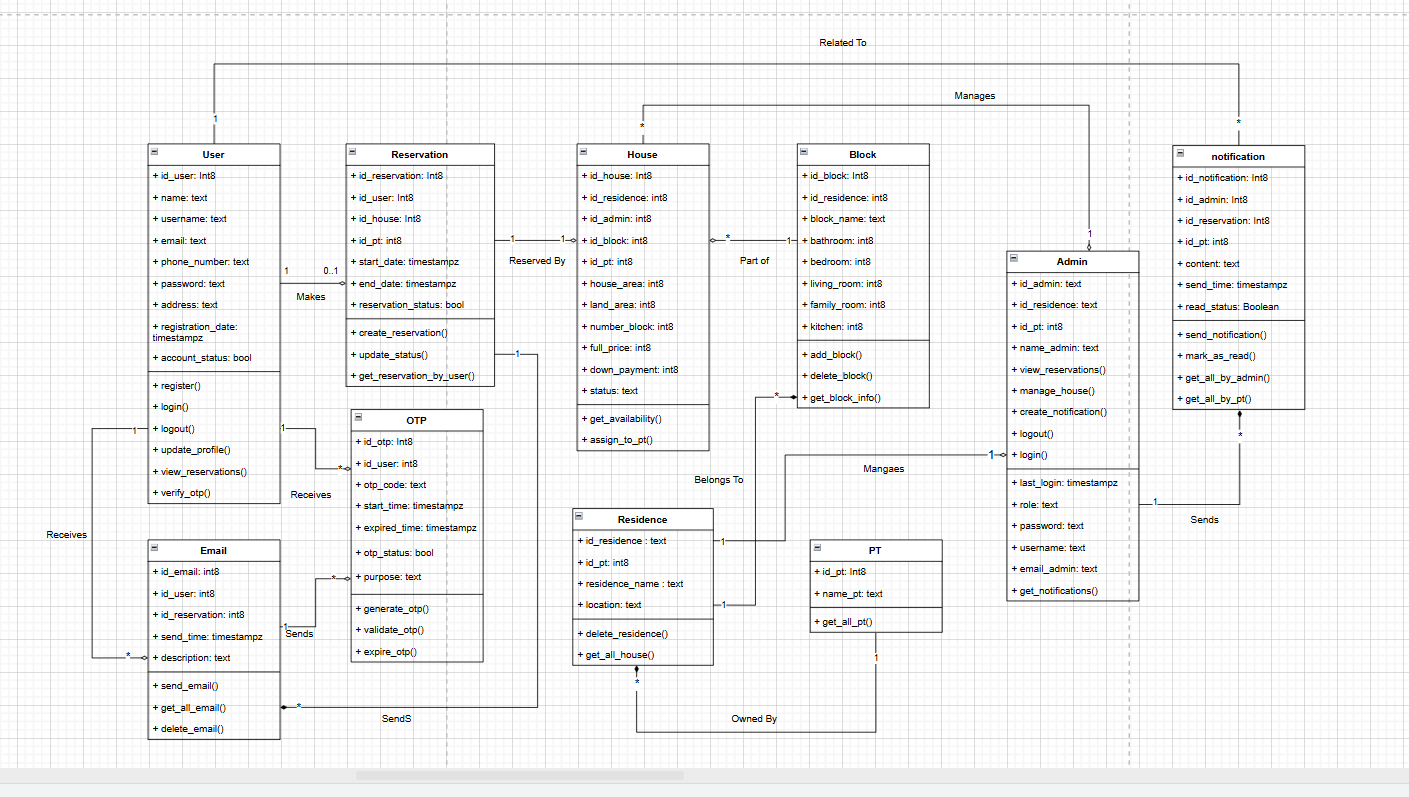 Related To
Manages
1
*
*
1
User
+ id_user: Int8
+ name: text
+ username: text
+ email: text
+ phone_number: text
+ password: text
+ address: text
+ registration_date:
timestampz
+ account_status: bool
+ register()
+ login()
+ logout()
+ update_profile()
+ view_reservations()
+ verify_otp()
1
0..1
Makes
Reservation
+ id_reservation: Int8
+ id_user: Int8
+ id_house: Int8
+ id_pt: int8
+ start_date: timestampz
+ end_date: timestampz
+ reservation_status: bool
+ create_reservation()
+ update_status()
+ get_reservation_by_user()
1
1
Reserved By
1
House
+ id_house: Int8
+ id_residence: int8
+ id_admin: int8
+ id_block: int8
+ id_pt: int8
+ house_area: int8
+ land_area: int8
+ number_block: int8
+ full_price: int8
+ down_payment: int8
+ status: text
+ get_availability()
+ assign_to_pt()
*
1
Part of
Block
+ id_block: Int8
+ id_residence: int8
+ block_name: text
+ bathroom: int8
+ bedroom: int8
+ living_room: int8
+ family_room: int8
+ kitchen: int8
+ add_block()
+ delete_block()
+ get_block_info()
*
Belongs To
notification
+ id_notification: Int8
+ id_admin: Int8
+ id_reservation: Int8
+ id_pt: int8
+ content: text
+ send_time: timestampz
+ read_status: Boolean
+ send_notification()
+ mark_as_read()
+ get_all_by_admin()
+ get_all_by_pt()
*
Admin
+ id_admin: text
+ id_residence: text
+ id_pt: int8
+ name_admin: text
+ view_reservations()
+ manage_house()
+ create_notification()
+ logout()
+ login()
+ last_login: timestampz
+ role: text
+ password: text
+ username: text
+ email_admin: text
+ get_notifications()
1
Sends
1
Mangaes
1
1
*
Receives
OTP
+ id_otp: Int8
+ id_user: int8
+ otp_code: text
+ start_time: timestampz
+ expired_time: timestampz
+ otp_status: bool
+ purpose: text
+ generate_otp()
+ validate_otp()
+ expire_otp()
Receives
Email
+ id_email: int8
+ id_user: int8
+ id_reservation: int8
+ send_time: timestampz
+ description: text
+ send_email()
+ get_all_email()
+ delete_email()
*
*
1
Sends
*
SendS
Residence
+ id_residence : text
+ id_pt: int8
+ residence_name : text
+ location: text
+ delete_residence()
+ get_all_house()
1
1
*
PT
+ id_pt: Int8
+ name_pt: text
+ get_all_pt()
1
Owned By